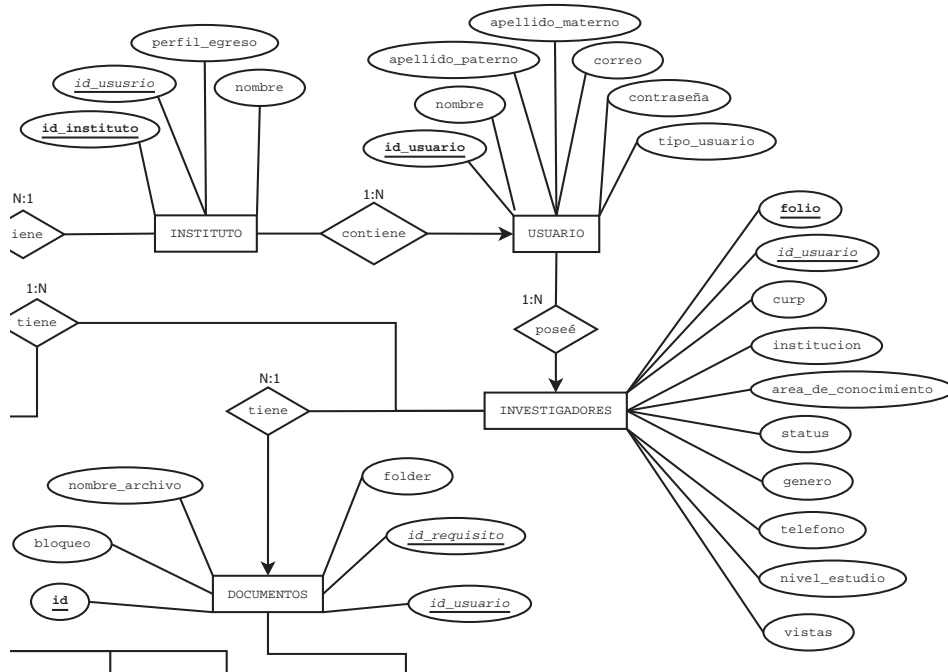 apellido_materno
perfil_egreso
apellido_paterno
correo
id_ususrio
nombre
nombre
contraseña
id_instituto
id_usuario
tipo_usuario
N:1
1:N
folio
iene
INSTITUTO
contiene
USUARIO
id_usuario
1:N
1:N
curp
tiene
poseé
institucion
N:1
area_de_conocimiento
tiene
INVESTIGADORES
status
nombre_archivo
folder
genero
bloqueo
id_requisito
telefono
id
DOCUMENTOS
id_usuario
nivel_estudio
vistas